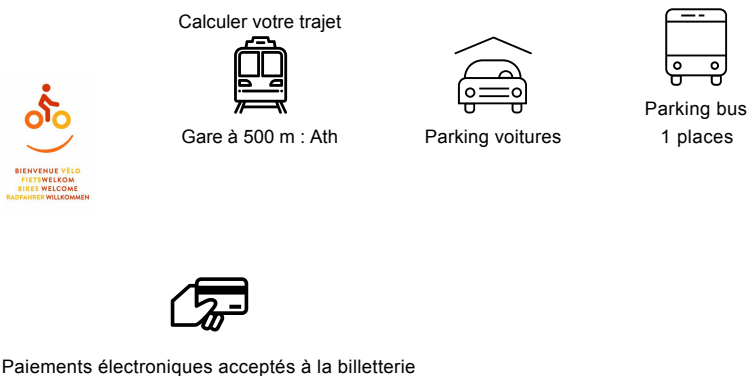 Calculer votre trajet
Gare à 500 m : Ath
Parking voitures
Parking bus
1 places
BIENVENUE VÉLO
FIETSWELKOM
BIKES WELCOME
RADFAHRER WILLKOMMEN
Paiements électroniques acceptés à la billetterie